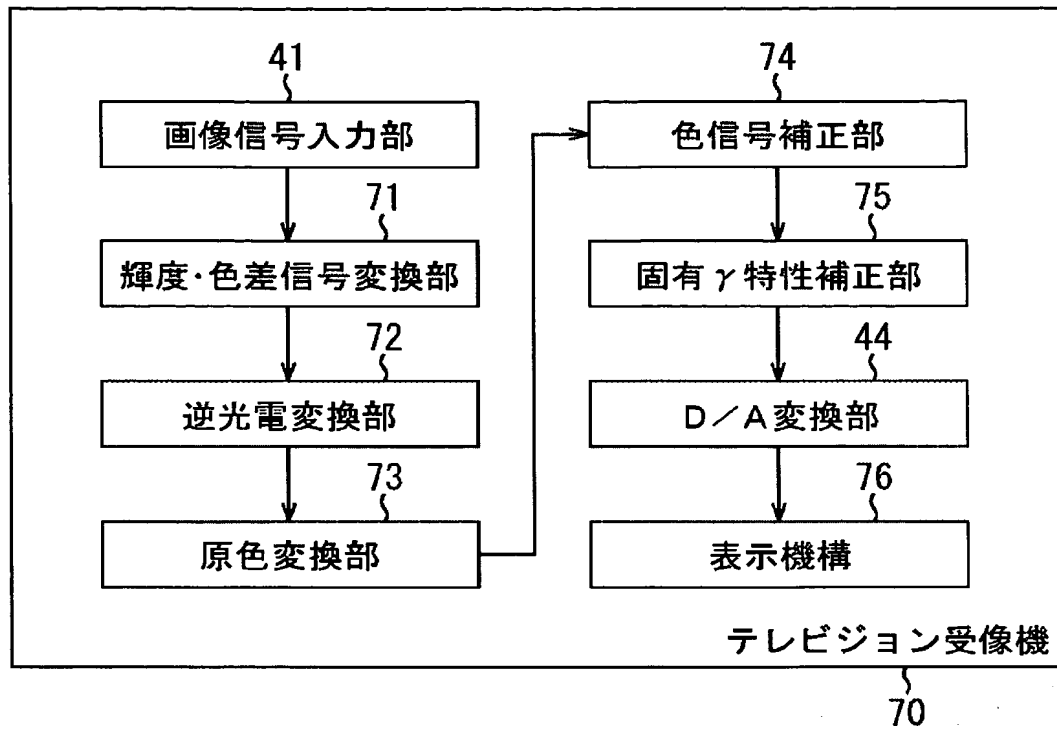 41
画像信号入力部
71
輝度・色差信号変換部
72
逆光電変換部
73
原色変換部
74
色信号補正部
75
固有γ特性補正部
44
D/A変換部
76
表示機構
テレビジョン受像機
70